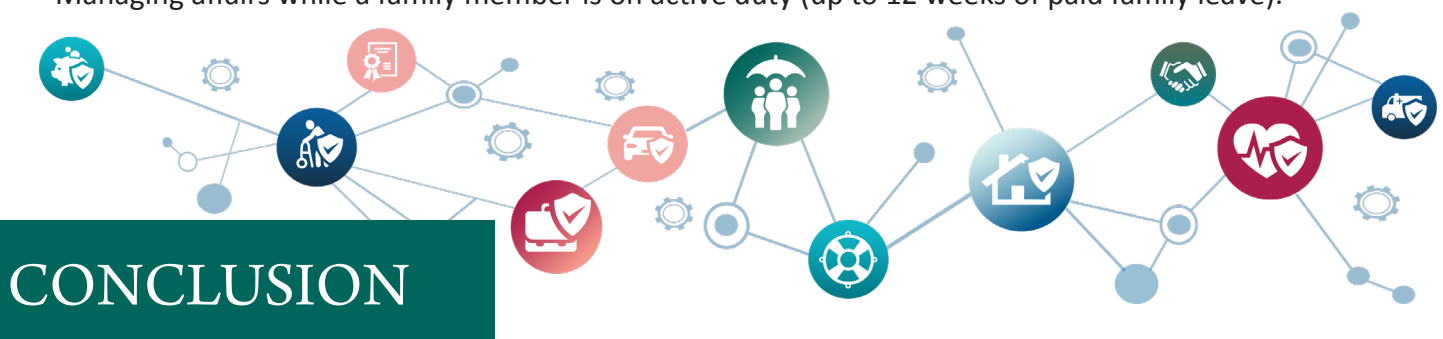 Managing affairs while a family member is on active duty (up to 12 weeks of paid family leave).
CONCLUSION